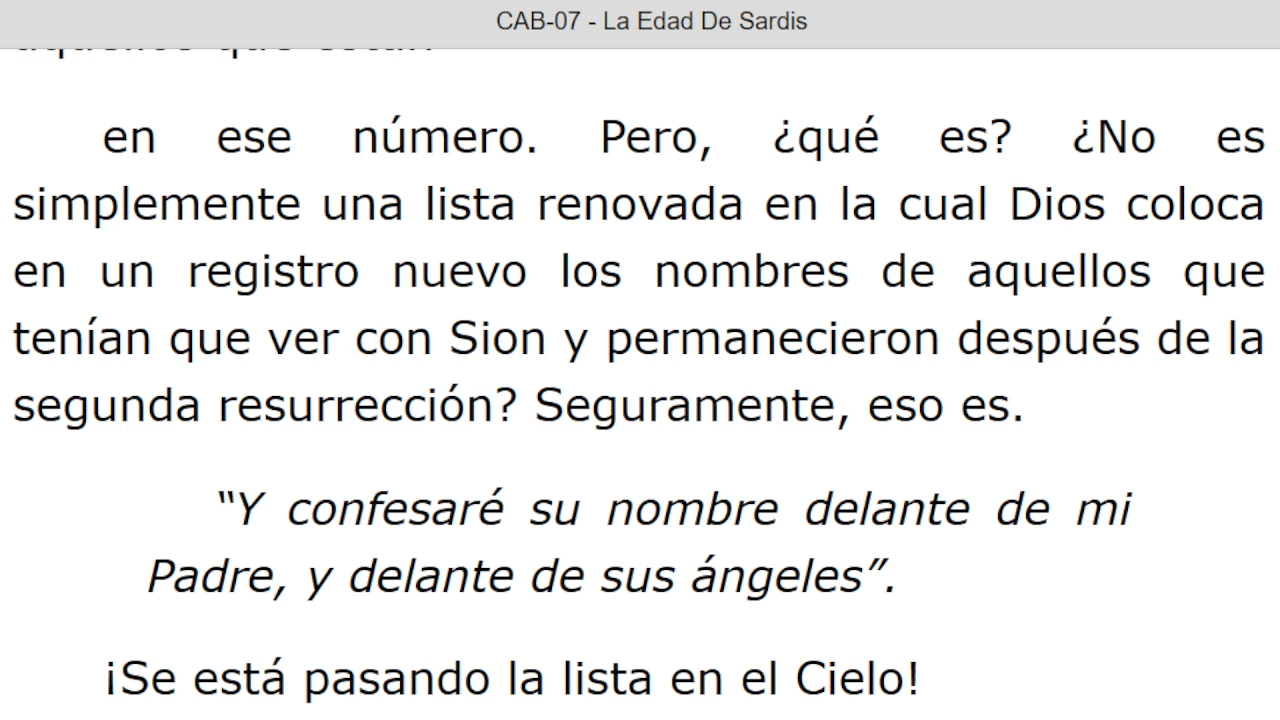 CAB-07 - La Edad De Sardis
en ese número. Pero, ¿qué es? ¿No es
simplemente una lista renovada en la cual Dios coloca
en un registro nuevo los nombres de aquellos que
tenían que ver con Sion y permanecieron después de la
segunda resurrección? Seguramente, eso es.
“Y confesaré su nombre delante de mi
Padre, y delante de sus ángeles”.
¡Se está pasando la lista en el Cielo!